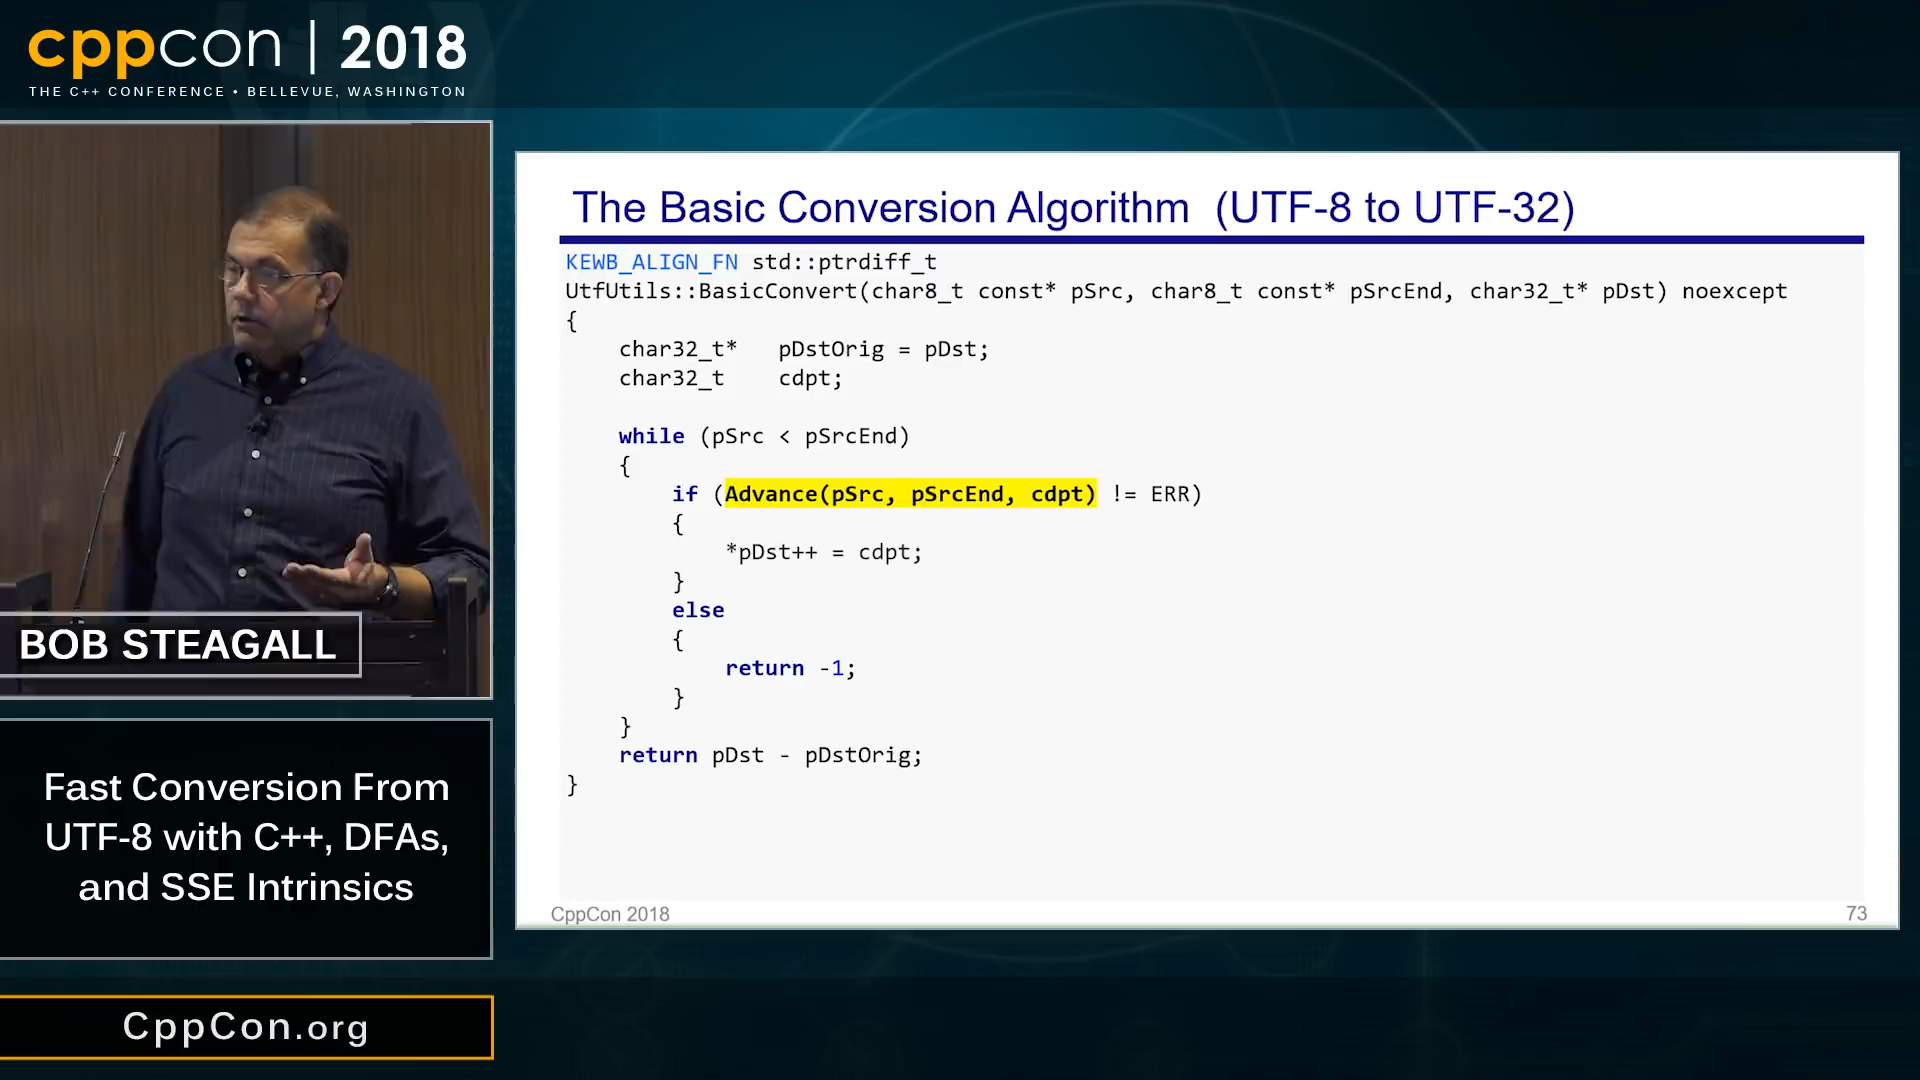 cppcon | 2018
THE C++ CONFERENCE • BELLEVUE, WASHINGTON
BOB STEAGALL
Fast Conversion From
UTF-8 with C++, DFAs,
and SSE Intrinsics
CppCon.org
The Basic Conversion Algorithm (UTF-8 to UTF-32)
KEWB_ALIGN_FN std::ptrdiff_t
UtfUtils::BasicConvert(char8_t const* pSrc, char8_t const* pSrcEnd, char32_t* pDst) noexcept
{
    char32_t*   pDstOrig = pDst;
    char32_t    cdpt;
    while (pSrc < pSrcEnd)
    {
        if (Advance(pSrc, pSrcEnd, cdpt) != ERR)
        {
            *pDst++ = cdpt;
        }
        else
        {
            return -1;
        }
    }
    return pDst - pDstOrig;
}
CppCon 2018
73